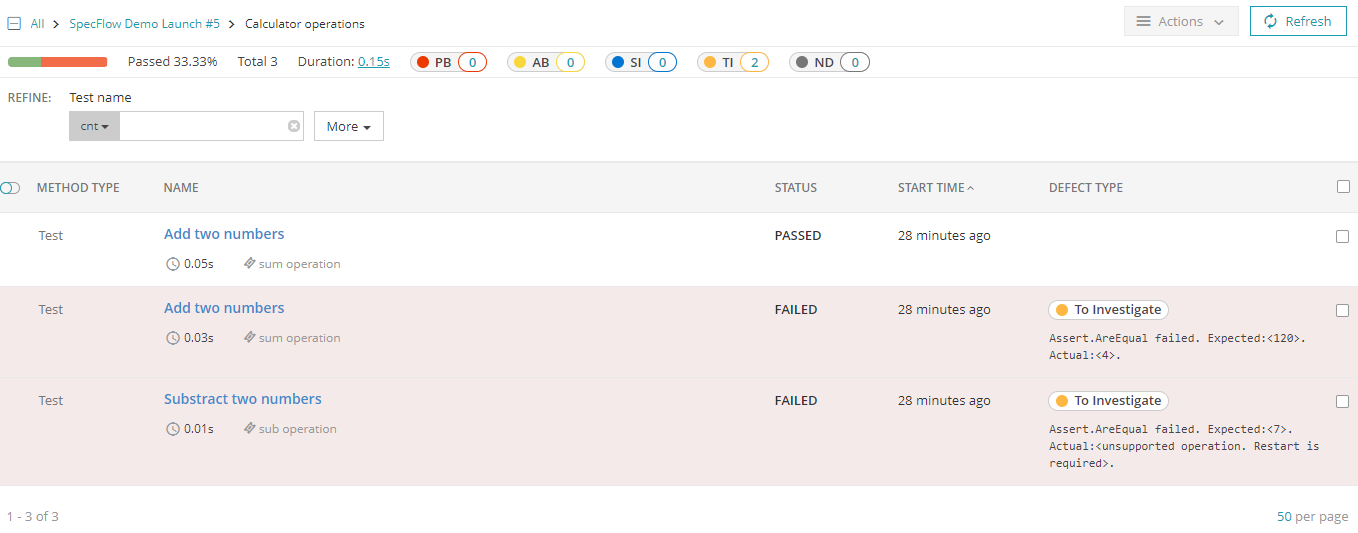 All > SpecFlow Demo Launch #5 > Calculator operations
Actions
Refresh
Passed 33.33% Total 3 Duration: 0.15s PB 0 AB 0 SI 0 TI 2 ND 0
REFINE: Test name
cnt More
METHOD TYPE NAME STATUS START TIME DEFECT TYPE
Test Add two numbers PASSED 28 minutes ago
0.05s sum operation
Test Add two numbers FAILED 28 minutes ago To Investigate
0.03s sum operation Assert.AreEqual failed. Expected:<120>.
Actual:<4>.
Test Substract two numbers FAILED 28 minutes ago To Investigate
0.01s sub operation Assert.AreEqual failed. Expected:<7>.
Actual:<unsupported operation. Restart is
required>.
1 - 3 of 3 50 per page